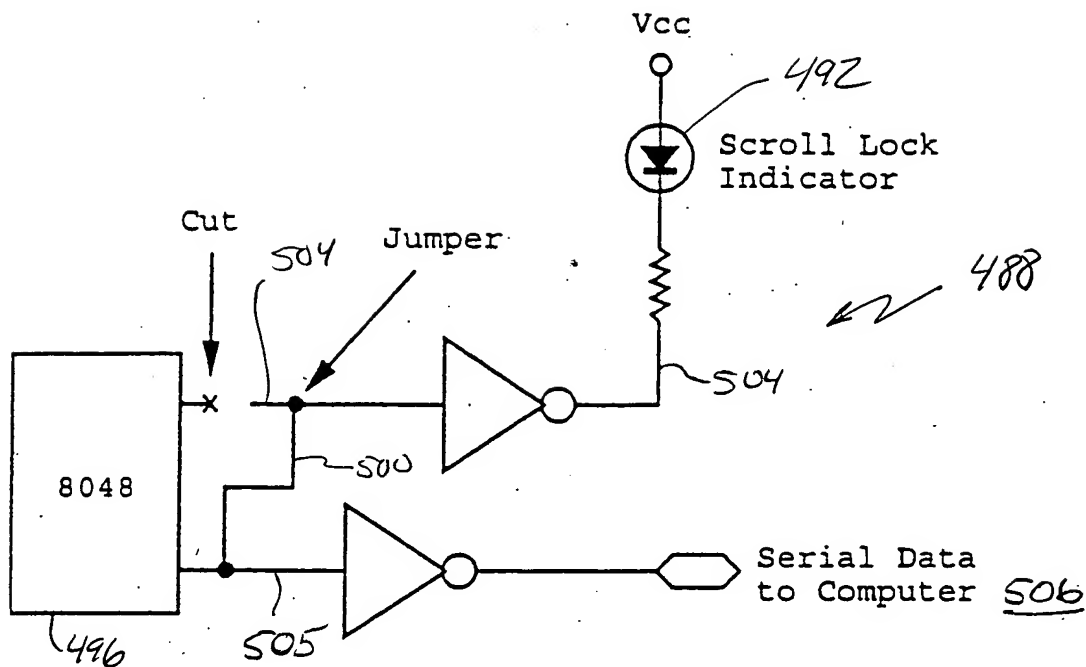 Vcc
492
Scroll Lock
Indicator
Cut
504
Jumper
488
504
500
8048
Serial Data
to Computer 506
496
505